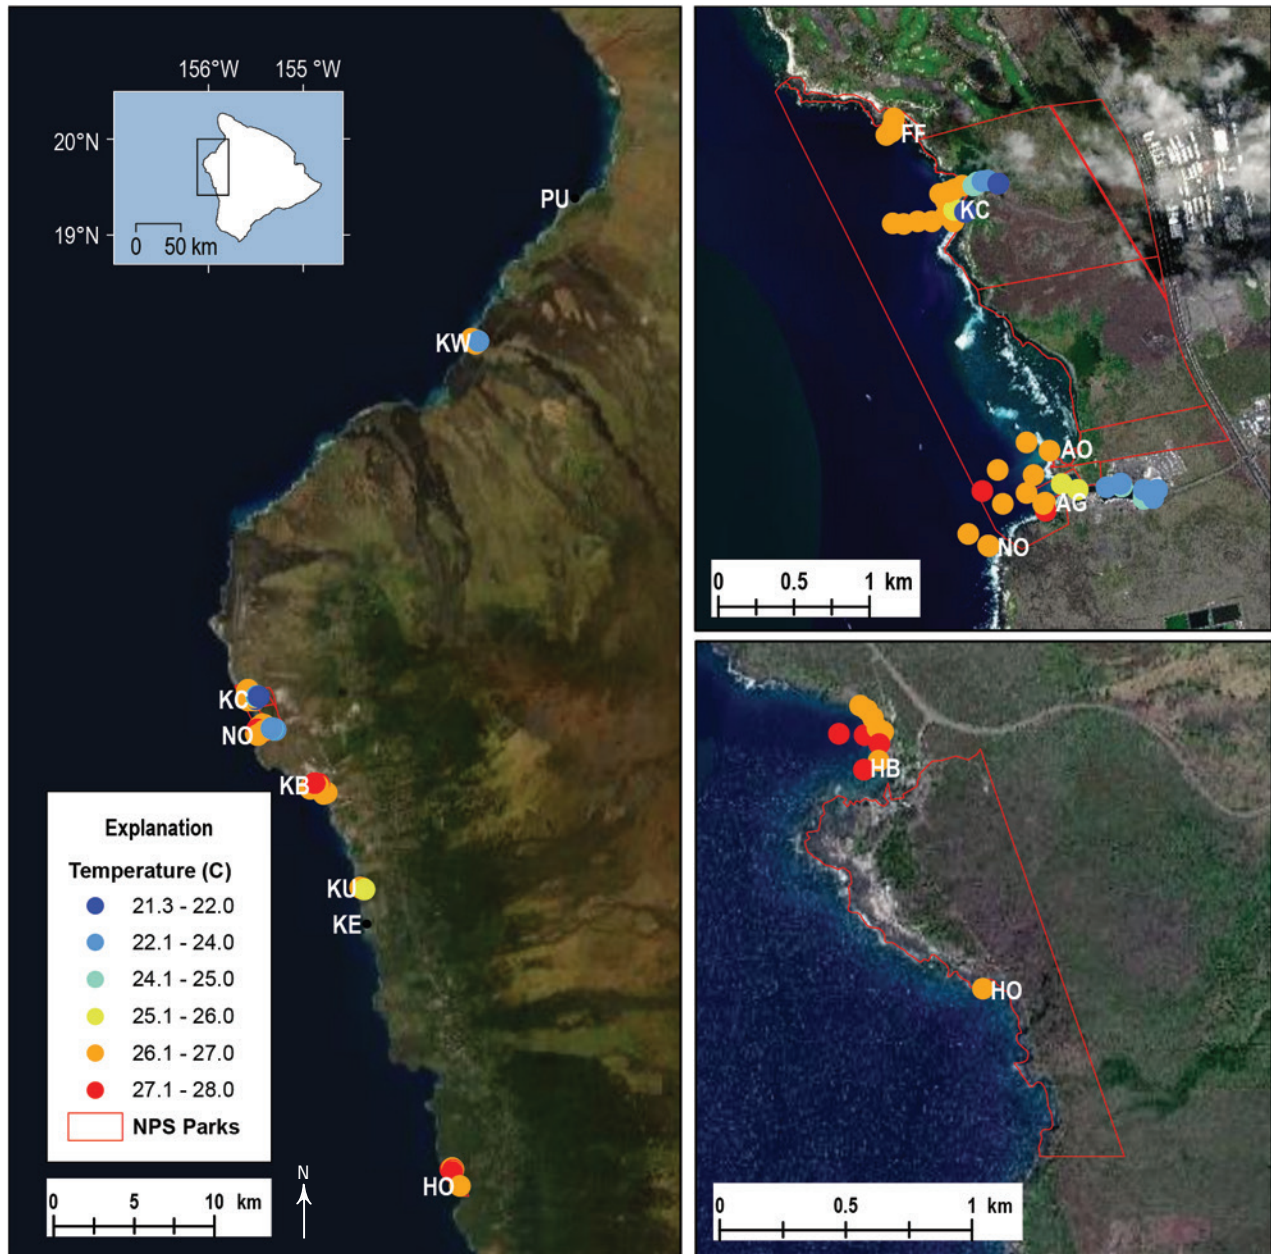 156°W 155 °W
20°N
19°N
0 50 km
PU
KW
KC
NO
KB
KU
KE
HO
Explanation
Temperature (C)
21.3 - 22.0
22.1 - 24.0
24.1 - 25.0
25.1 - 26.0
26.1 - 27.0
27.1 - 28.0
NPS Parks
0 5 10 km
N
FF
KC
AO
AG
NO
0 0.5 1 km
HB
HO
0 0.5 1 km